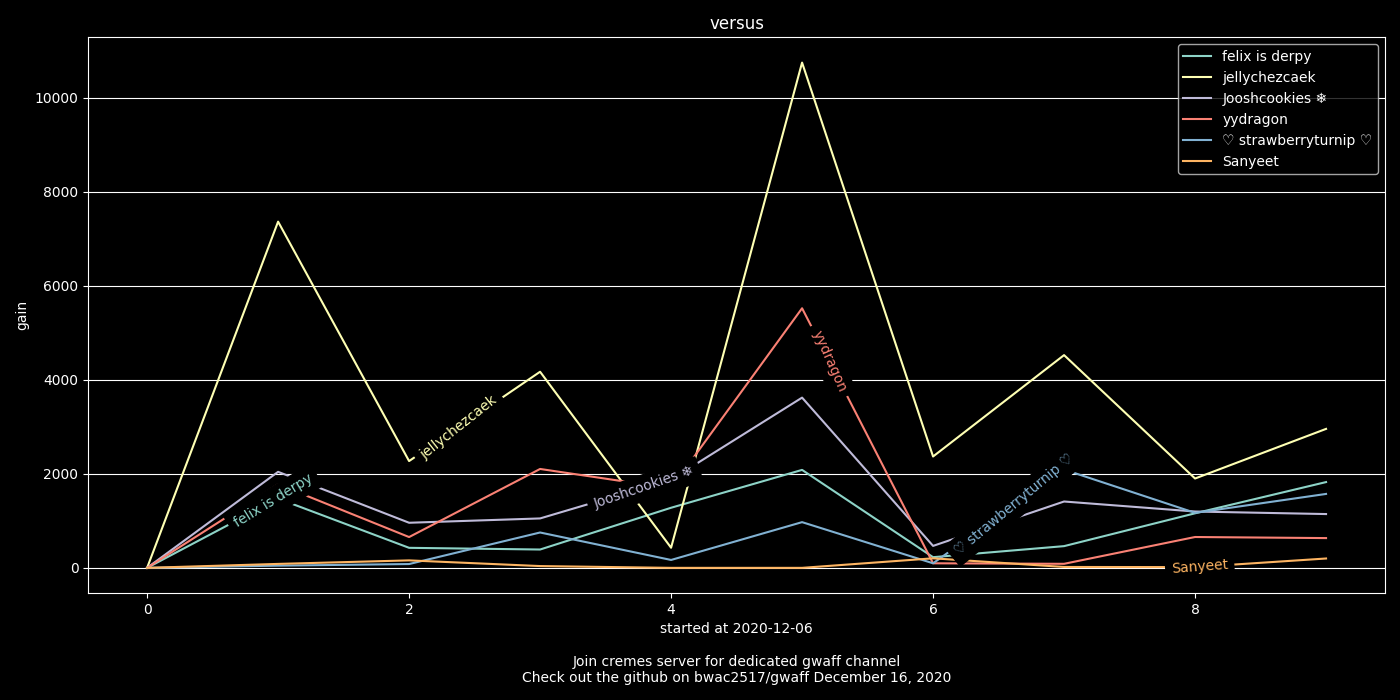 versus
felix is derpy
jellychezcaek
Jooshcookies ❄
yydragon
♡ strawberryturnip ♡
Sanyeet
10000
8000
6000
4000
2000
0
gain
yydragon
jellychezcaek
Jooshcookies ❄
felix is derpy
♡ strawberryturnip ♡
Sanyeet
0 2 4 6 8
started at 2020-12-06
Join cremes server for dedicated gwaff channel
Check out the github on bwac2517/gwaff December 16, 2020